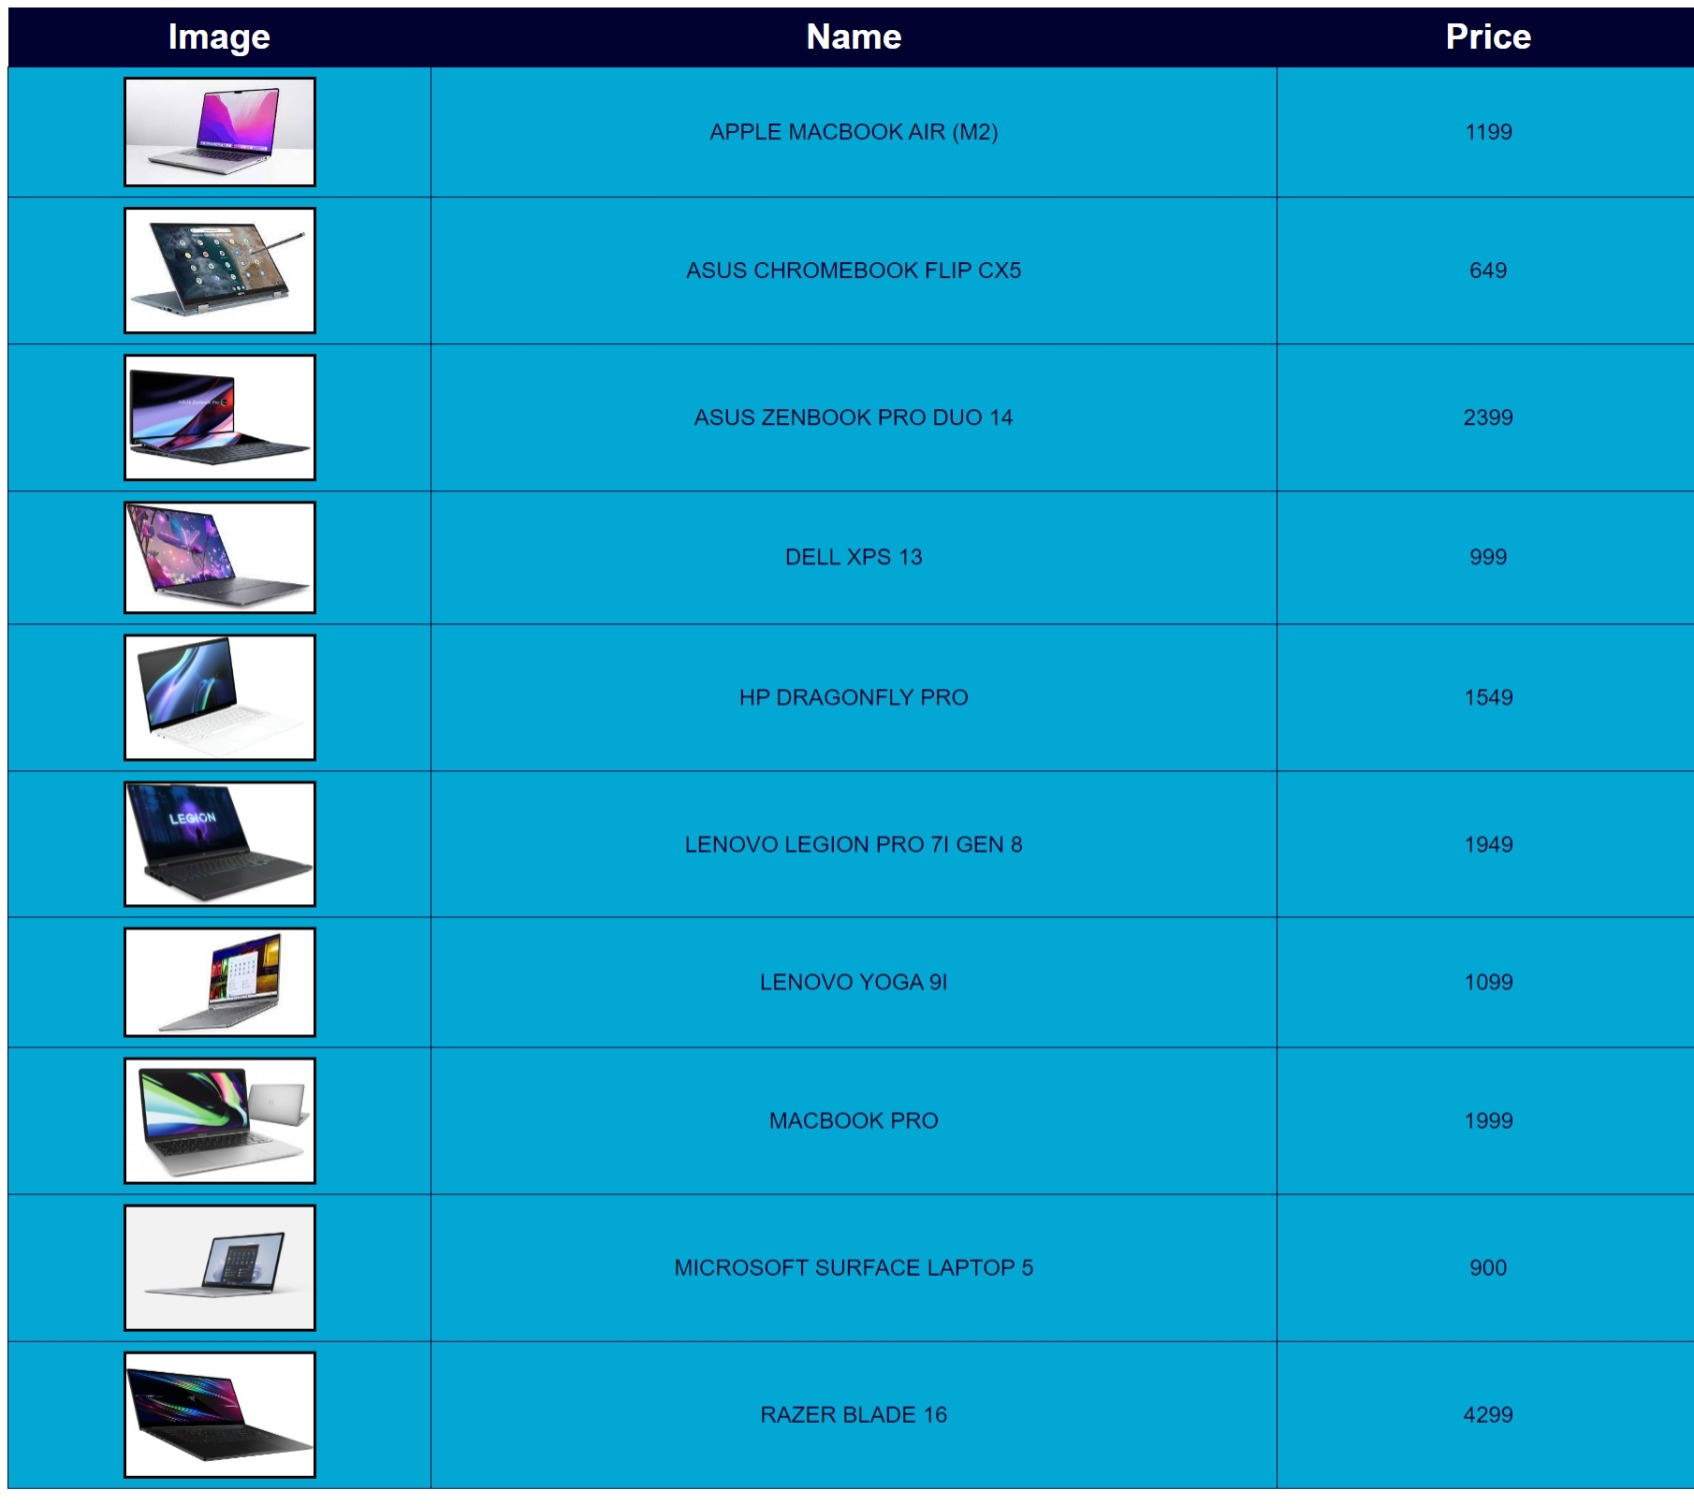 Image Name Price
APPLE MACBOOK AIR (M2) 1199
ASUS CHROMEBOOK FLIP CX5 649
ASUS ZENBOOK PRO DUO 14 2399
DELL XPS 13 999
HP DRAGONFLY PRO 1549
LEGION
LENOVO LEGION PRO 7I GEN 8 1949
LENOVO YOGA 9I 1099
MACBOOK PRO 1999
MICROSOFT SURFACE LAPTOP 5 900
RAZER BLADE 16 4299